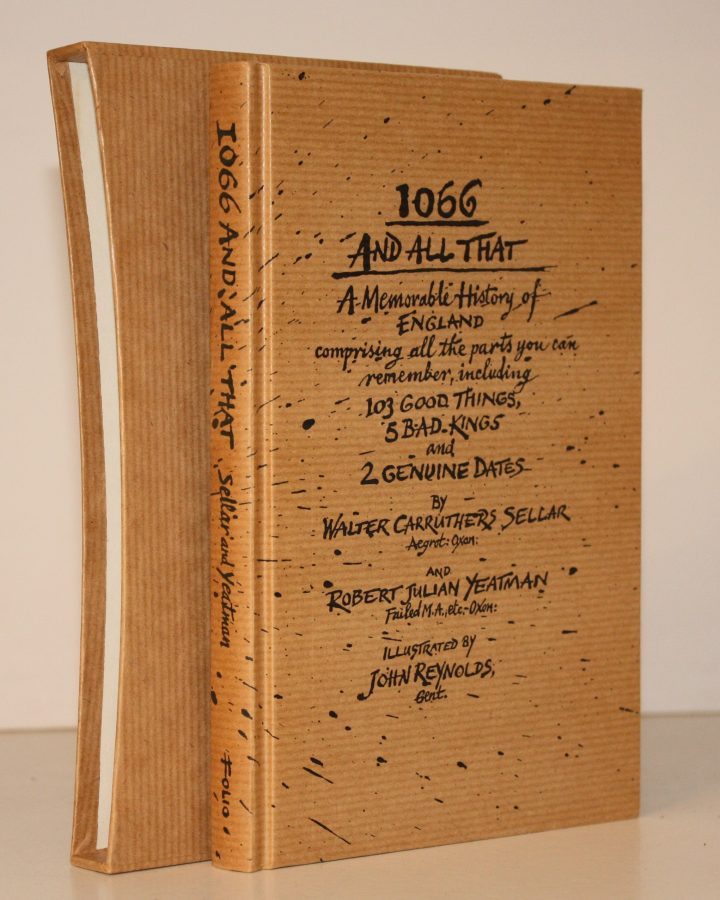 1066 AND ALL THAT Sellar and Yeatman FOLIO
1066
AND ALL THAT
A Memorable History of
ENGLAND
comprising all the parts you can
remember, including
103 GOOD THINGS,
5 BAD KINGS
and
2 GENUINE DATES
BY
WALTER CARRUTHERS SELLAR
Aegrot: Oxon:
AND
ROBERT JULIAN YEATMAN
Failed M.A., etc. Oxon:
ILLUSTRATED BY
JOHN REYNOLDS,
Gent.